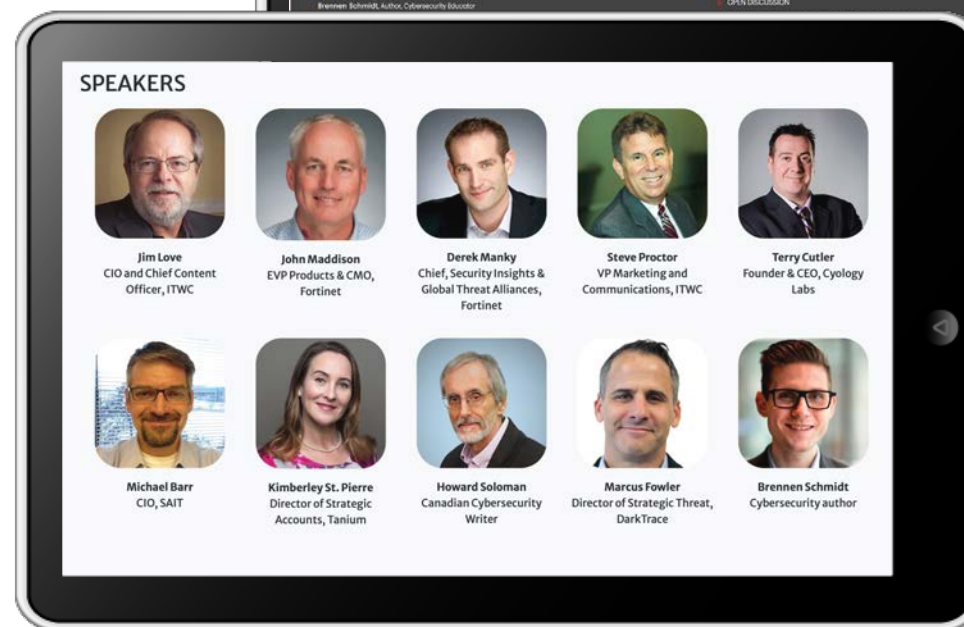 Brennen Schmidt, Author, Cybersecurity Educator
OPEN DISCUSSION
SPEAKERS
Jim Love
CIO and Chief Content
Officer, ITWC
John Maddison
EVP Products & CMO,
Fortinet
Derek Manky
Chief, Security Insights &
Global Threat Alliances,
Fortinet
Steve Proctor
VP Marketing and
Communications, ITWC
Terry Cutler
Founder & CEO, Cyology
Labs
Michael Barr
CIO, SAIT
Kimberley St. Pierre
Director of Strategic
Accounts, Tanium
Howard Soloman
Canadian Cybersecurity
Writer
Marcus Fowler
Director of Strategic Threat,
DarkTrace
Brennen Schmidt
Cybersecurity author